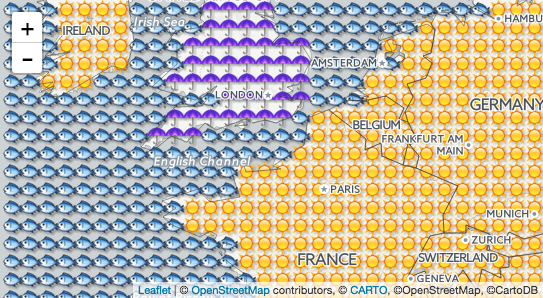 +
-
IRELAND
Irish Sea
HAMBU
AMSTERDAM
LONDON
GERMANY
BELGIUM
FRANKFURT AM
MAIN
English Channel
PARIS
MUNICH
ZURICH
FRANCE
SWITZERLAND
GENEVA
Leaflet | © OpenStreetMap contributors, © CARTO, ©OpenStreetMap, ©CartoDB